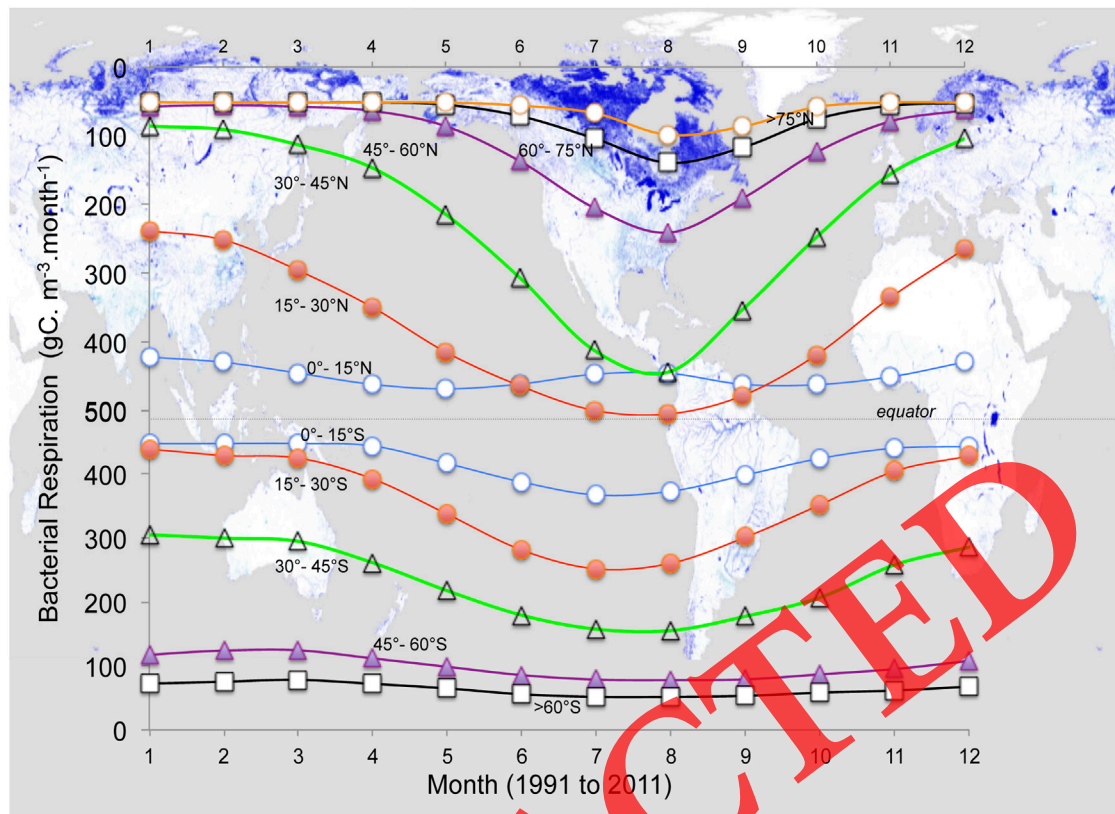 1 2 3 4 5 6 7 8 9 10 11 12
0
100
200
300
400
500
400
300
200
100
0
Bacterial Respiration (gC. m⁻³.month⁻¹)
>75°N
60°- 75°N
45°- 60°N
30°- 45°N
15°- 30°N
0°- 15°N
equator
0°- 15°S
15°- 30°S
30°- 45°S
45°- 60°S
>60°S
1 2 3 4 5 6 7 8 9 10 11 12
Month (1991 to 2011)
CTED